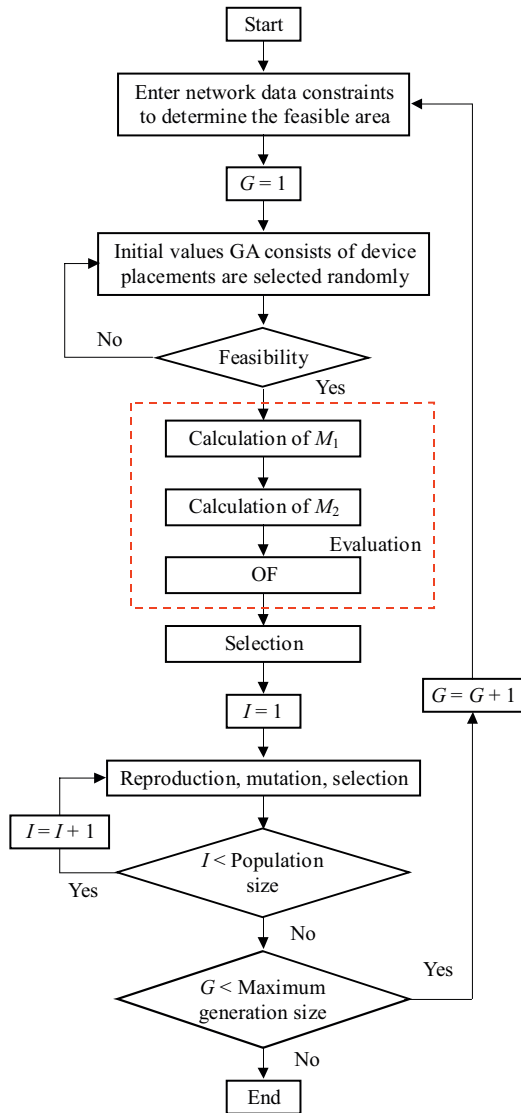 Start
Enter network data constraints
to determine the feasible area
G = 1
Initial values GA consists of device
placements are selected randomly
No
Feasibility
Yes
Calculation of M₁
Calculation of M₂
Evaluation
OF
Selection
G = G + 1
I = 1
Reproduction, mutation, selection
I = I + 1
I < Population
size
Yes
No
G < Maximum
generation size
Yes
No
End